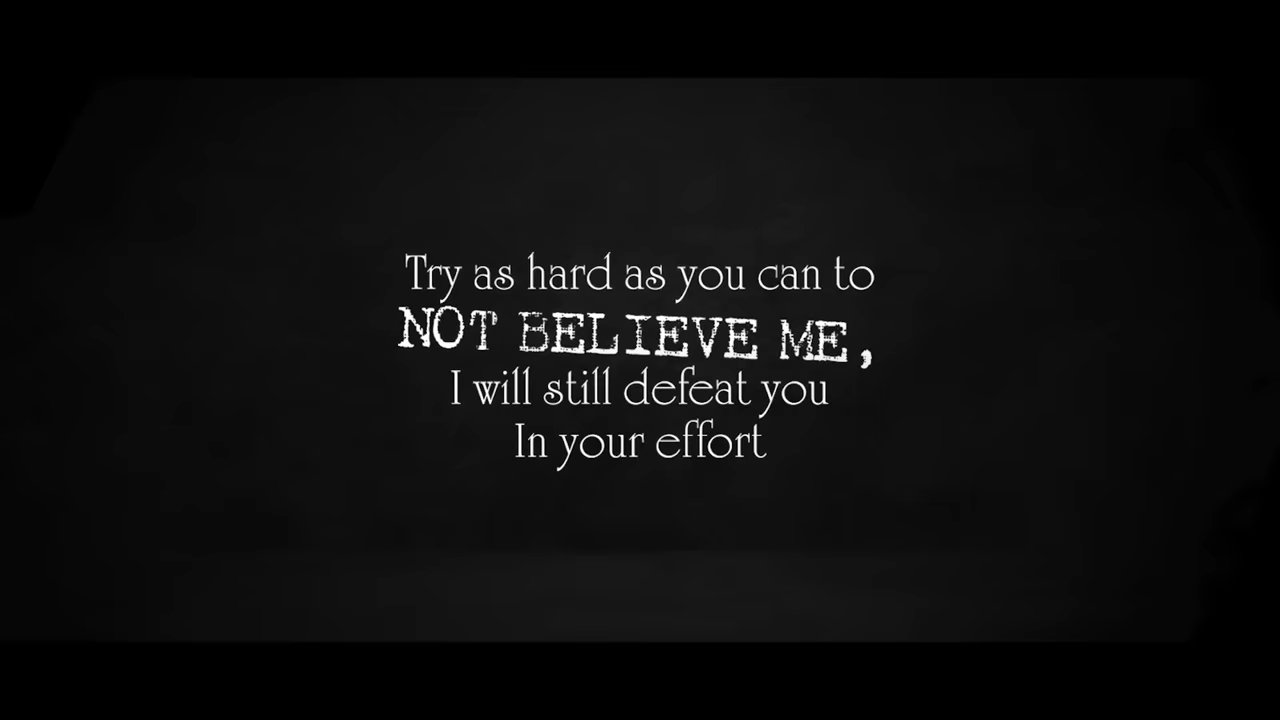 Try as hard as you can to
NOT BELIEVE ME,
I will still defeat you
In your effort